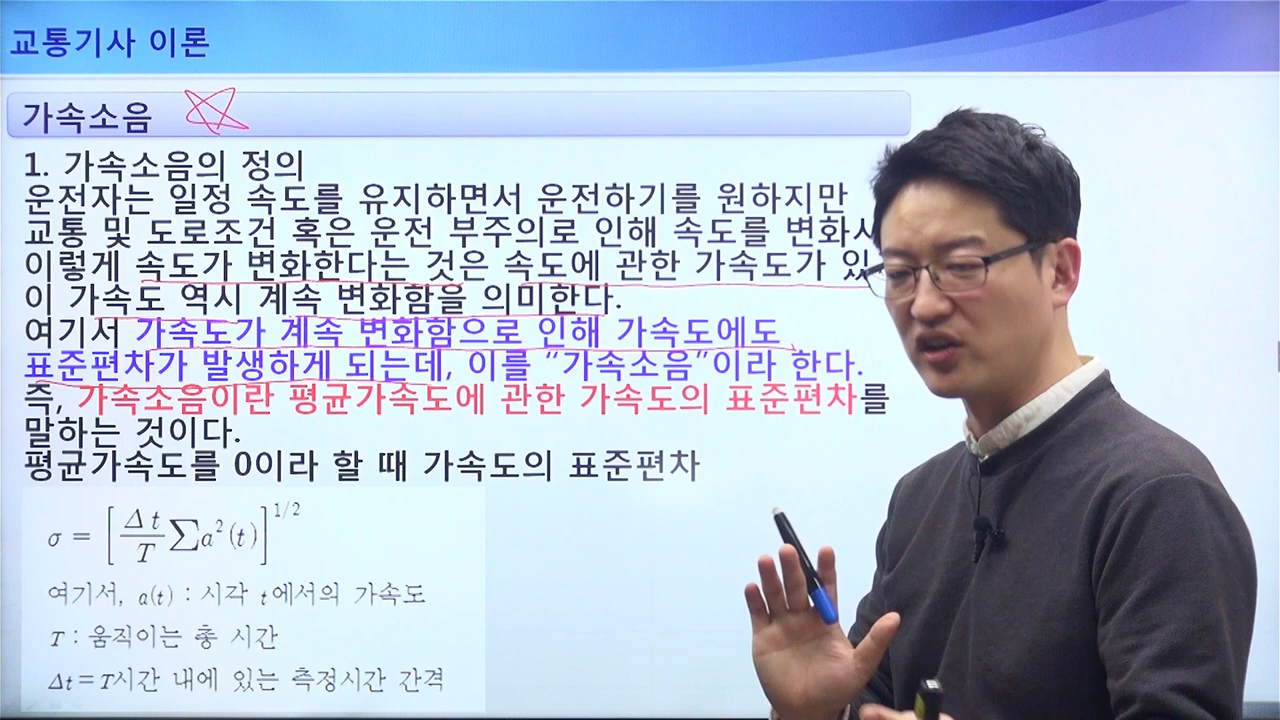 교통기사 이론
가속소음
1. 가속소음의 정의
운전자는 일정 속도를 유지하면서 운전하기를 원하지만
교통 및 도로조건 혹은 운전 부주의로 인해 속도를 변화시
이렇게 속도가 변화한다는 것은 속도에 관한 가속도가 있
이 가속도 역시 계속 변화함을 의미한다.
여기서 가속도가 계속 변화함으로 인해 가속도에도
표준편차가 발생하게 되는데, 이를 “가속소음”이라 한다.
즉, 가속소음이란 평균가속도에 관한 가속도의 표준편차를
말하는 것이다.
평균가속도를 0이라 할 때 가속도의 표준편차
σ = [Δt/T ∑a²(t)]^1/2
여기서, a(t) : 시각 t에서의 가속도
T : 움직이는 총 시간
Δt = T시간 내에 있는 측정시간 간격